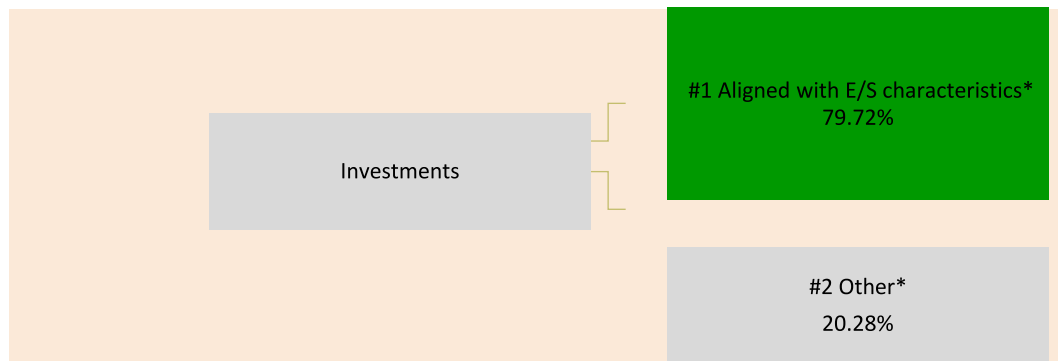 Investments
#1 Aligned with E/S characteristics*
79.72%
#2 Other*
20.28%